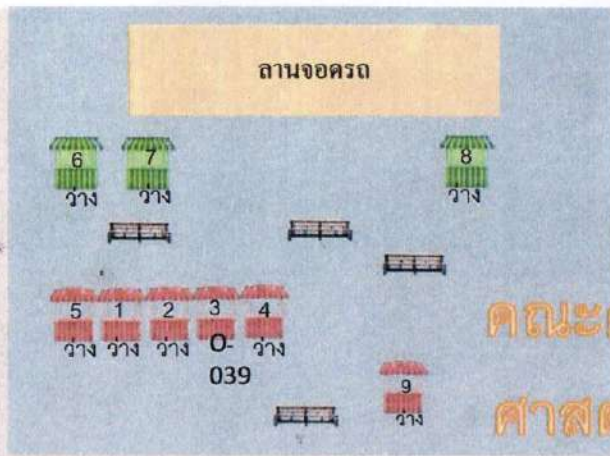 ลานจอดรถ
6 7 8
ว่าง ว่าง ว่าง
5 1 2 3 4
ว่าง ว่าง ว่าง O-039 ว่าง
9
ว่าง
คณะ
ศาส